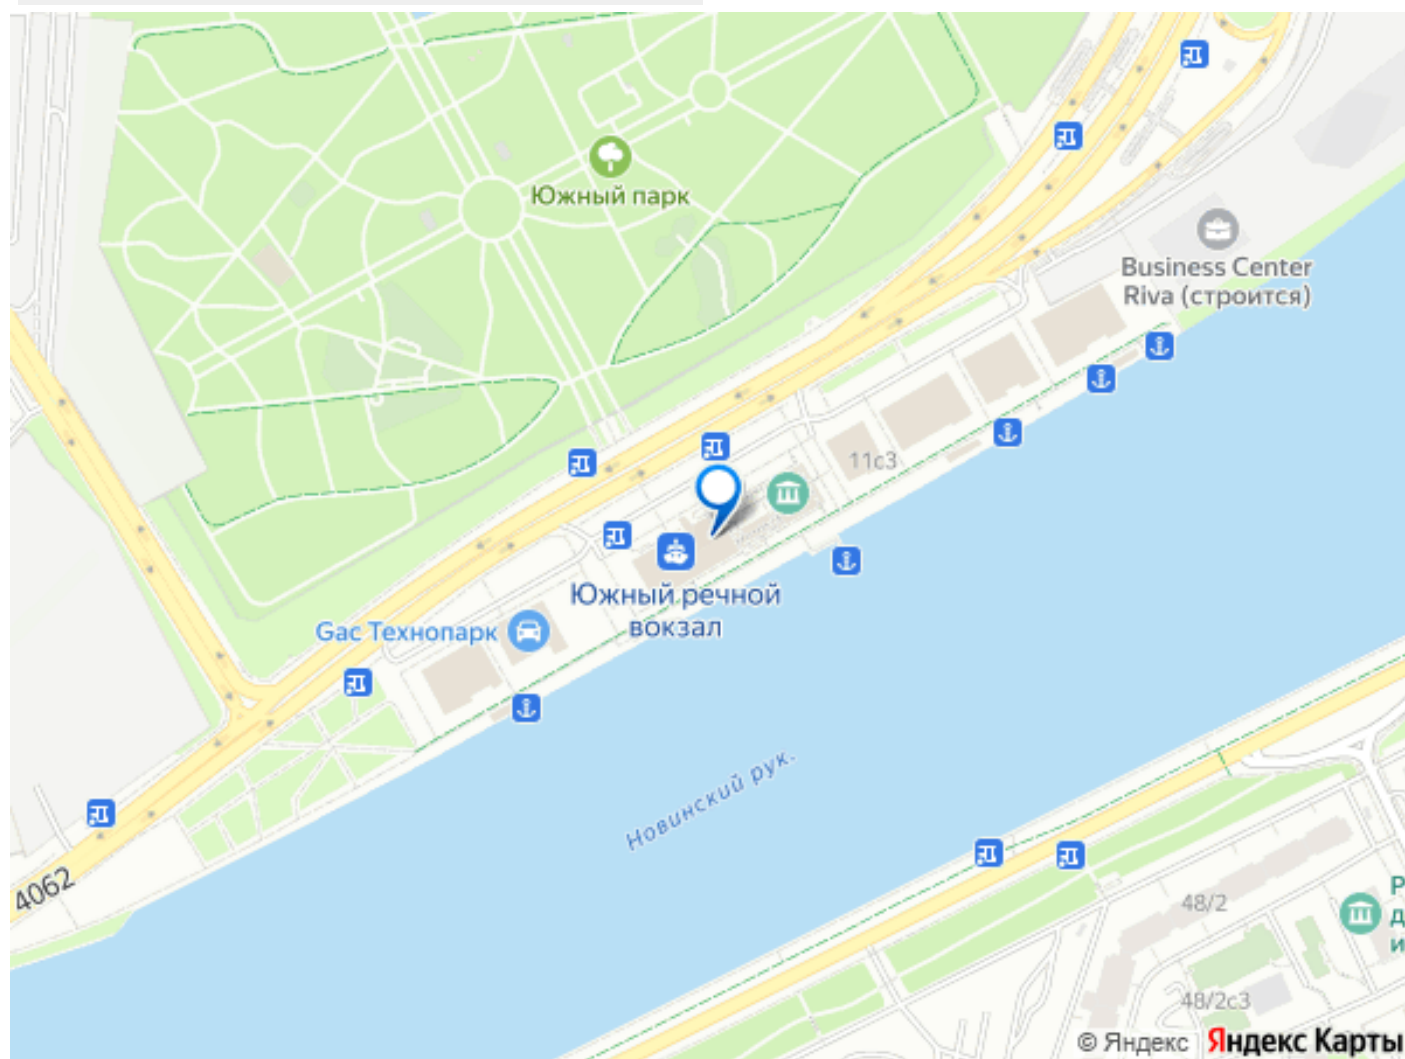 Южный парк
Business Center
Riva (строится)
11с3
Южный речной
вокзал
Gac Технопарк
Новинский рук.
4062
48/2
Р
д
и
48/2с3
© Яндекс Яндекс Карты